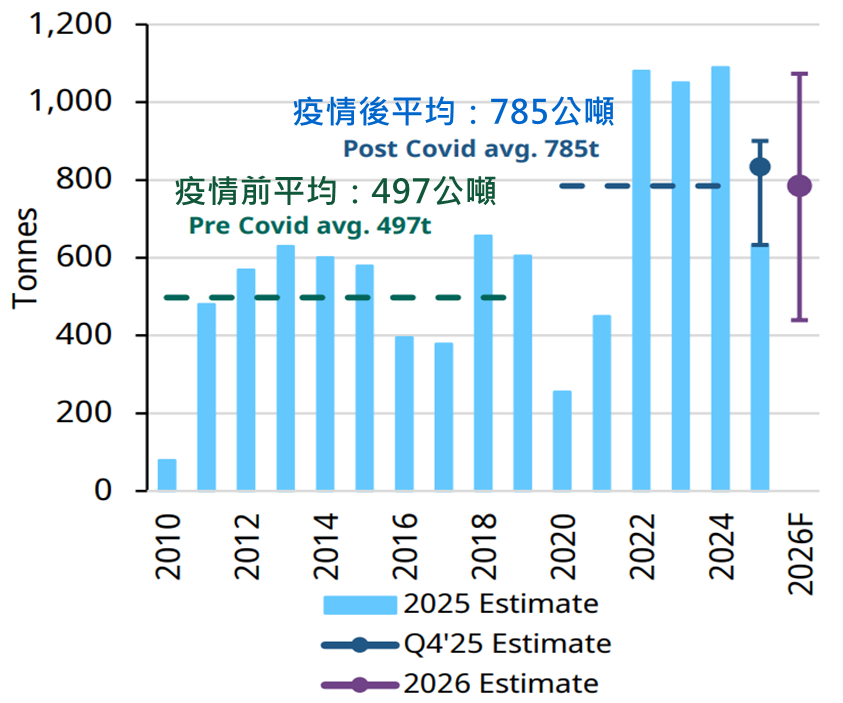 1,200
1,000
800
600
400
200
0
Tonnes
疫情後平均：785公噸
Post Covid avg. 785t
疫情前平均：497公噸
Pre Covid avg. 497t
2010
2012
2014
2016
2018
2020
2022
2024
2026F
2025 Estimate
Q4'25 Estimate
2026 Estimate